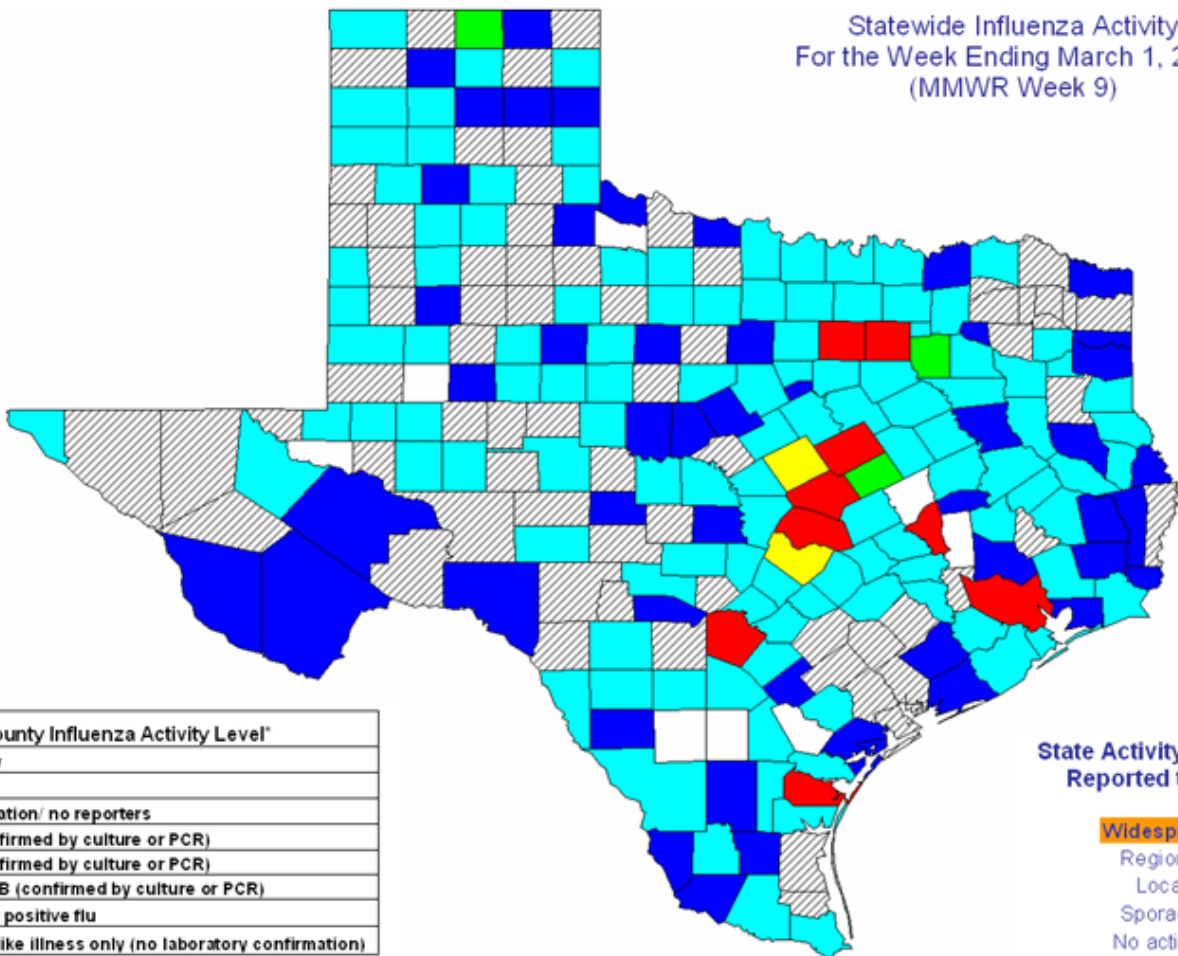 Statewide Influenza Activity
For the Week Ending March 1, 2
(MMWR Week 9)
ounty Influenza Activity Level*
ation/ no reporters
firmed by culture or PCR)
firmed by culture or PCR)
B (confirmed by culture or PCR)
positive flu
ike illness only (no laboratory confirmation)
State Activity
Reported t
Widesp
Region
Loca
Spora
No acti